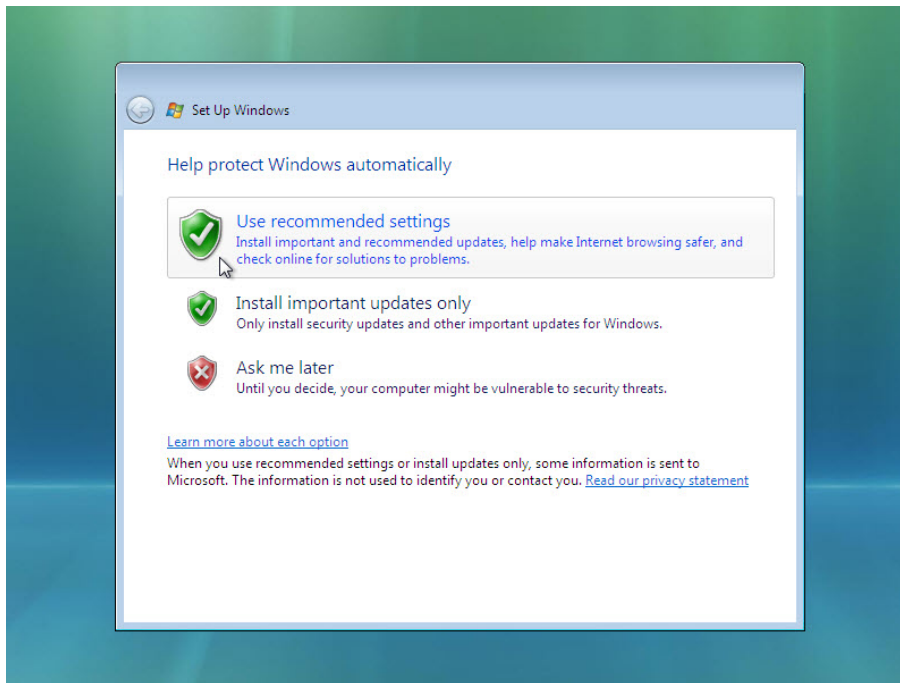 Set Up Windows
Help protect Windows automatically
Use recommended settings
Install important and recommended updates, help make Internet browsing safer, and
check online for solutions to problems.
Install important updates only
Only install security updates and other important updates for Windows.
Ask me later
Until you decide, your computer might be vulnerable to security threats.
Learn more about each option
When you use recommended settings or install updates only, some information is sent to
Microsoft. The information is not used to identify you or contact you. Read our privacy statement